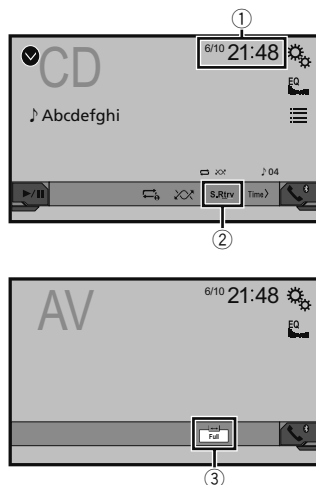 ①
6/10 21:48
CD
EQ
♪ Abcdefghi
♪ 04
S.Rtrv Time
②
AV
6/10 21:48
EQ
Full
③